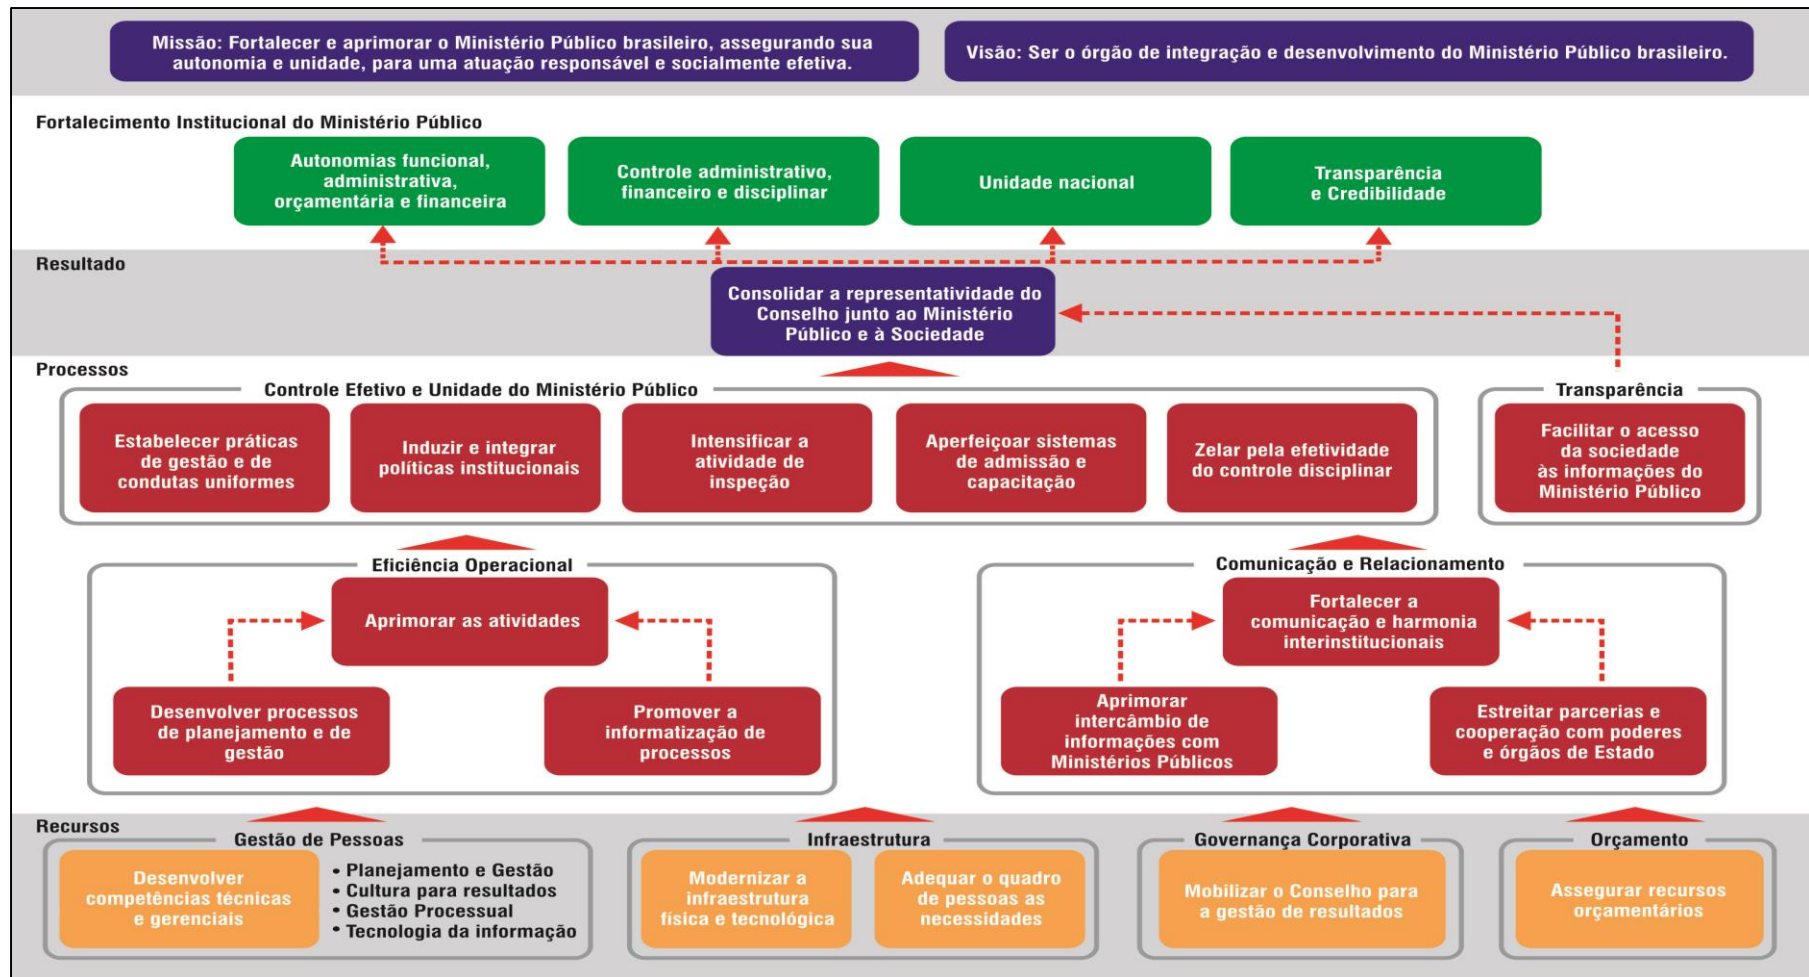 Missão: Fortalecer e aprimorar o Ministério Público brasileiro, assegurando sua
autonomia e unidade, para uma atuação responsável e socialmente efetiva.
Visão: Ser o órgão de integração e desenvolvimento do Ministério Público brasileiro.
Fortalecimento Institucional do Ministério Público
Autonomias funcional,
administrativa,
orçamentária e financeira
Controle administrativo,
financeiro e disciplinar
Unidade nacional
Transparência
e Credibilidade
Resultado
Consolidar a representatividade do
Conselho junto ao Ministério
Público e à Sociedade
Processos
Controle Efetivo e Unidade do Ministério Público
Estabelecer práticas
de gestão e de
condutas uniformes
Induzir e integrar
políticas institucionais
Intensificar a
atividade de
inspeção
Aperfeiçoar sistemas
de admissão e
capacitação
Zelar pela efetividade
do controle disciplinar
Transparência
Facilitar o acesso
da sociedade
às informações do
Ministério Público
Eficiência Operacional
Aprimorar as atividades
Desenvolver processos
de planejamento e de
gestão
Promover a
informatização de
processos
Comunicação e Relacionamento
Fortalecer a
comunicação e harmonia
interinstitucionais
Aprimorar
intercâmbio de
informações com
Ministérios Públicos
Estreitar parcerias e
cooperação com poderes
e órgãos de Estado
Recursos
Gestão de Pessoas
Desenvolver
competências técnicas
e gerenciais
• Planejamento e Gestão
• Cultura para resultados
• Gestão Processual
• Tecnologia da informação
Infraestrutura
Modernizar a
infraestrutura
física e tecnológica
Adequar o quadro
de pessoas as
necessidades
Governança Corporativa
Mobilizar o Conselho para
a gestão de resultados
Orçamento
Assegurar recursos
orçamentários